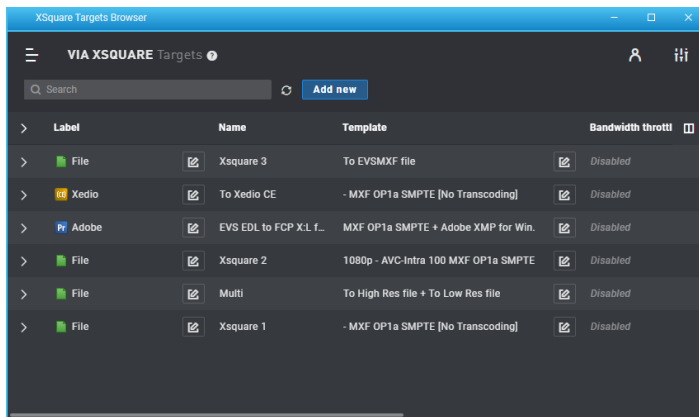 XSquare Targets Browser
VIA XSQUARE Targets ?
Search
Add new
Label Name Template Bandwidth throttl
File Xsquare 3 To EVSMXF file Disabled
Xedio To Xedio CE - MXF OP1a SMPTE [No Transcoding] Disabled
Pr Adobe EVS EDL to FCP X:L f... MXF OP1a SMPTE + Adobe XMP for Win. Disabled
File Xsquare 2 1080p - AVC-Intra 100 MXF OP1a SMPTE Disabled
File Multi To High Res file + To Low Res file Disabled
File Xsquare 1 - MXF OP1a SMPTE [No Transcoding] Disabled